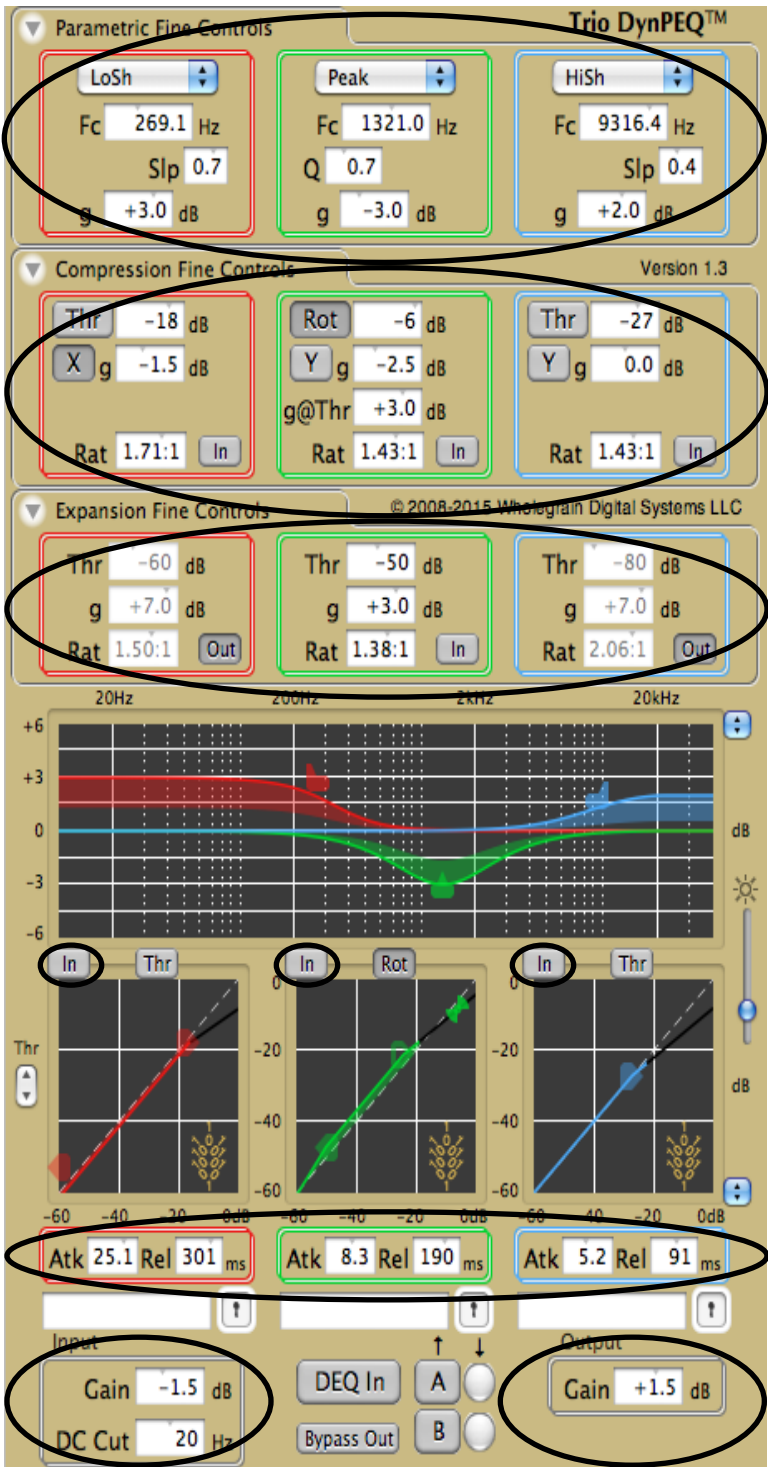 Parametric Fine Controls Trio DynPEQ™
LoSh Peak HiSh
Fc 269.1 Hz Fc 1321.0 Hz Fc 9316.4 Hz
Slp 0.7 Q 0.7 Slp 0.4
g +3.0 dB g -3.0 dB g +2.0 dB
Compression Fine Controls Version 1.3
Thr -18 dB Rot -6 dB Thr -27 dB
X g -1.5 dB Y g -2.5 dB Y g 0.0 dB
g@Thr +3.0 dB
Rat 1.71:1 In Rat 1.43:1 In Rat 1.43:1 In
Expansion Fine Controls © 2008-2015 Wholegrain Digital Systems LLC
Thr -60 dB Thr -50 dB Thr -80 dB
g +7.0 dB g +3.0 dB g +7.0 dB
Rat 1.50:1 Out Rat 1.38:1 In Rat 2.06:1 Out
20Hz 200Hz 2kHz 20kHz
+6
+3
0 dB
-3
-6
In Thr In Rot In Thr
0 0
-20 -20
Thr
dB
-40 -40
-60 -60
-60 -40 -20 0dB -60 -40 -20 0dB -60 -40 -20 0dB
Atk 25.1 Rel 301 ms Atk 8.3 Rel 190 ms Atk 5.2 Rel 91 ms
Input ↑ ↓ Output
Gain -1.5 dB DEQ In A Gain +1.5 dB
DC Cut 20 Hz Bypass Out B